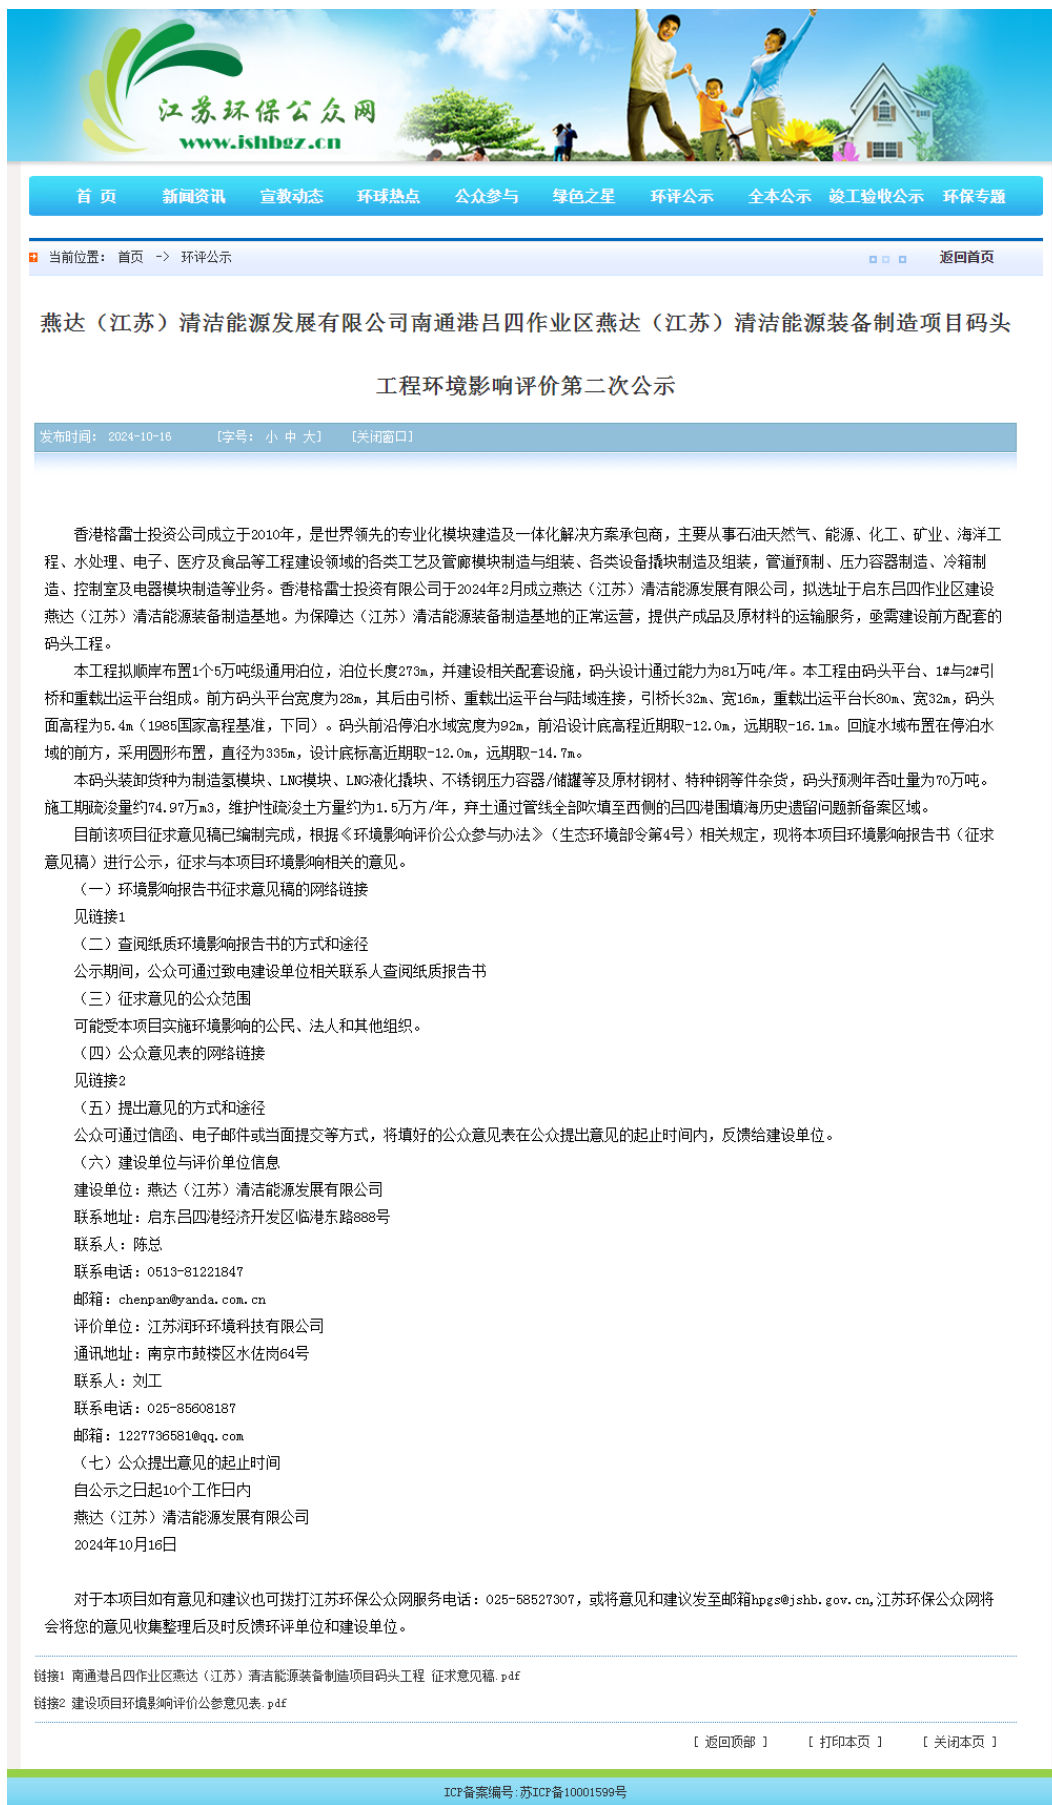 江苏环保公众网
www.jshbgz.cn
首 页 新闻资讯 宣教动态 环球热点 公众参与 绿色之星 环评公示 全本公示 竣工验收公示 环保专题
当前位置: 首页 -> 环评公示 返回首页
燕达（江苏）清洁能源发展有限公司南通港吕四作业区燕达（江苏）清洁能源装备制造项目码头
工程环境影响评价第二次公示
发布时间: 2024-10-16 [字号: 小 中 大] [关闭窗口]
香港格雷士投资公司成立于2010年，是世界领先的专业化模块建造及一体化解决方案承包商，主要从事石油天然气、能源、化工、矿业、海洋工
程、水处理、电子、医疗及食品等工程建设领域的各类工艺及管廊模块制造与组装、各类设备撬块制造及组装，管道预制、压力容器制造、冷箱制
造、控制室及电器模块制造等业务。香港格雷士投资有限公司于2024年2月成立燕达（江苏）清洁能源发展有限公司，拟选址于启东吕四作业区建设
燕达（江苏）清洁能源装备制造基地。为保障达（江苏）清洁能源装备制造基地的正常运营，提供产成品及原材料的运输服务，亟需建设前方配套的
码头工程。
本工程拟顺岸布置1个5万吨级通用泊位，泊位长度273m，并建设相关配套设施，码头设计通过能力为81万吨/年。本工程由码头平台、1#与2#引
桥和重载出运平台组成。前方码头平台宽度为28m，其后由引桥、重载出运平台与陆域连接，引桥长32m、宽16m，重载出运平台长80m、宽32m，码头
面高程为5.4m（1985国家高程基准，下同）。码头前沿停泊水域宽度为92m，前沿设计底高程近期取-12.0m，远期取-16.1m。回旋水域布置在停泊水
域的前方，采用圆形布置，直径为335m，设计底标高近期取-12.0m，远期取-14.7m。
本码头装卸货种为制造氢模块、LNG模块、LNG液化撬块、不锈钢压力容器/储罐等及原材钢材、特种钢等件杂货，码头预测年吞吐量为70万吨。
施工期疏浚量约74.97万m3，维护性疏浚土方量约为1.5万方/年，弃土通过管线全部吹填至西侧的吕四港围填海历史遗留问题新备案区域。
目前该项目征求意见稿已编制完成，根据《环境影响评价公众参与办法》（生态环境部令第4号）相关规定，现将本项目环境影响报告书（征求
意见稿）进行公示，征求与本项目环境影响相关的意见。
（一）环境影响报告书征求意见稿的网络链接
见链接1
（二）查阅纸质环境影响报告书的方式和途径
公示期间，公众可通过致电建设单位相关联系人查阅纸质报告书
（三）征求意见的公众范围
可能受本项目实施环境影响的公民、法人和其他组织。
（四）公众意见表的网络链接
见链接2
（五）提出意见的方式和途径
公众可通过信函、电子邮件或当面提交等方式，将填好的公众意见表在公众提出意见的起止时间内，反馈给建设单位。
（六）建设单位与评价单位信息
建设单位：燕达（江苏）清洁能源发展有限公司
联系地址：启东吕四港经济开发区临港东路888号
联系人：陈总
联系电话：0513-81221847
邮箱：chenpan@yanda.com.cn
评价单位：江苏润环环境科技有限公司
通讯地址：南京市鼓楼区水佐岗64号
联系人：刘工
联系电话：025-85608187
邮箱：1227736581@qq.com
（七）公众提出意见的起止时间
自公示之日起10个工作日内
燕达（江苏）清洁能源发展有限公司
2024年10月16日
对于本项目如有意见和建议也可拨打江苏环保公众网服务电话：025-58527307，或将意见和建议发至邮箱hpgs@jshb.gov.cn,江苏环保公众网将
会将您的意见收集整理后及时反馈环评单位和建设单位。
链接1 南通港吕四作业区燕达（江苏）清洁能源装备制造项目码头工程 征求意见稿.pdf
链接2 建设项目环境影响评价公参意见表.pdf
[ 返回顶部 ] [ 打印本页 ] [ 关闭本页 ]
ICP备案编号:苏ICP备10001599号